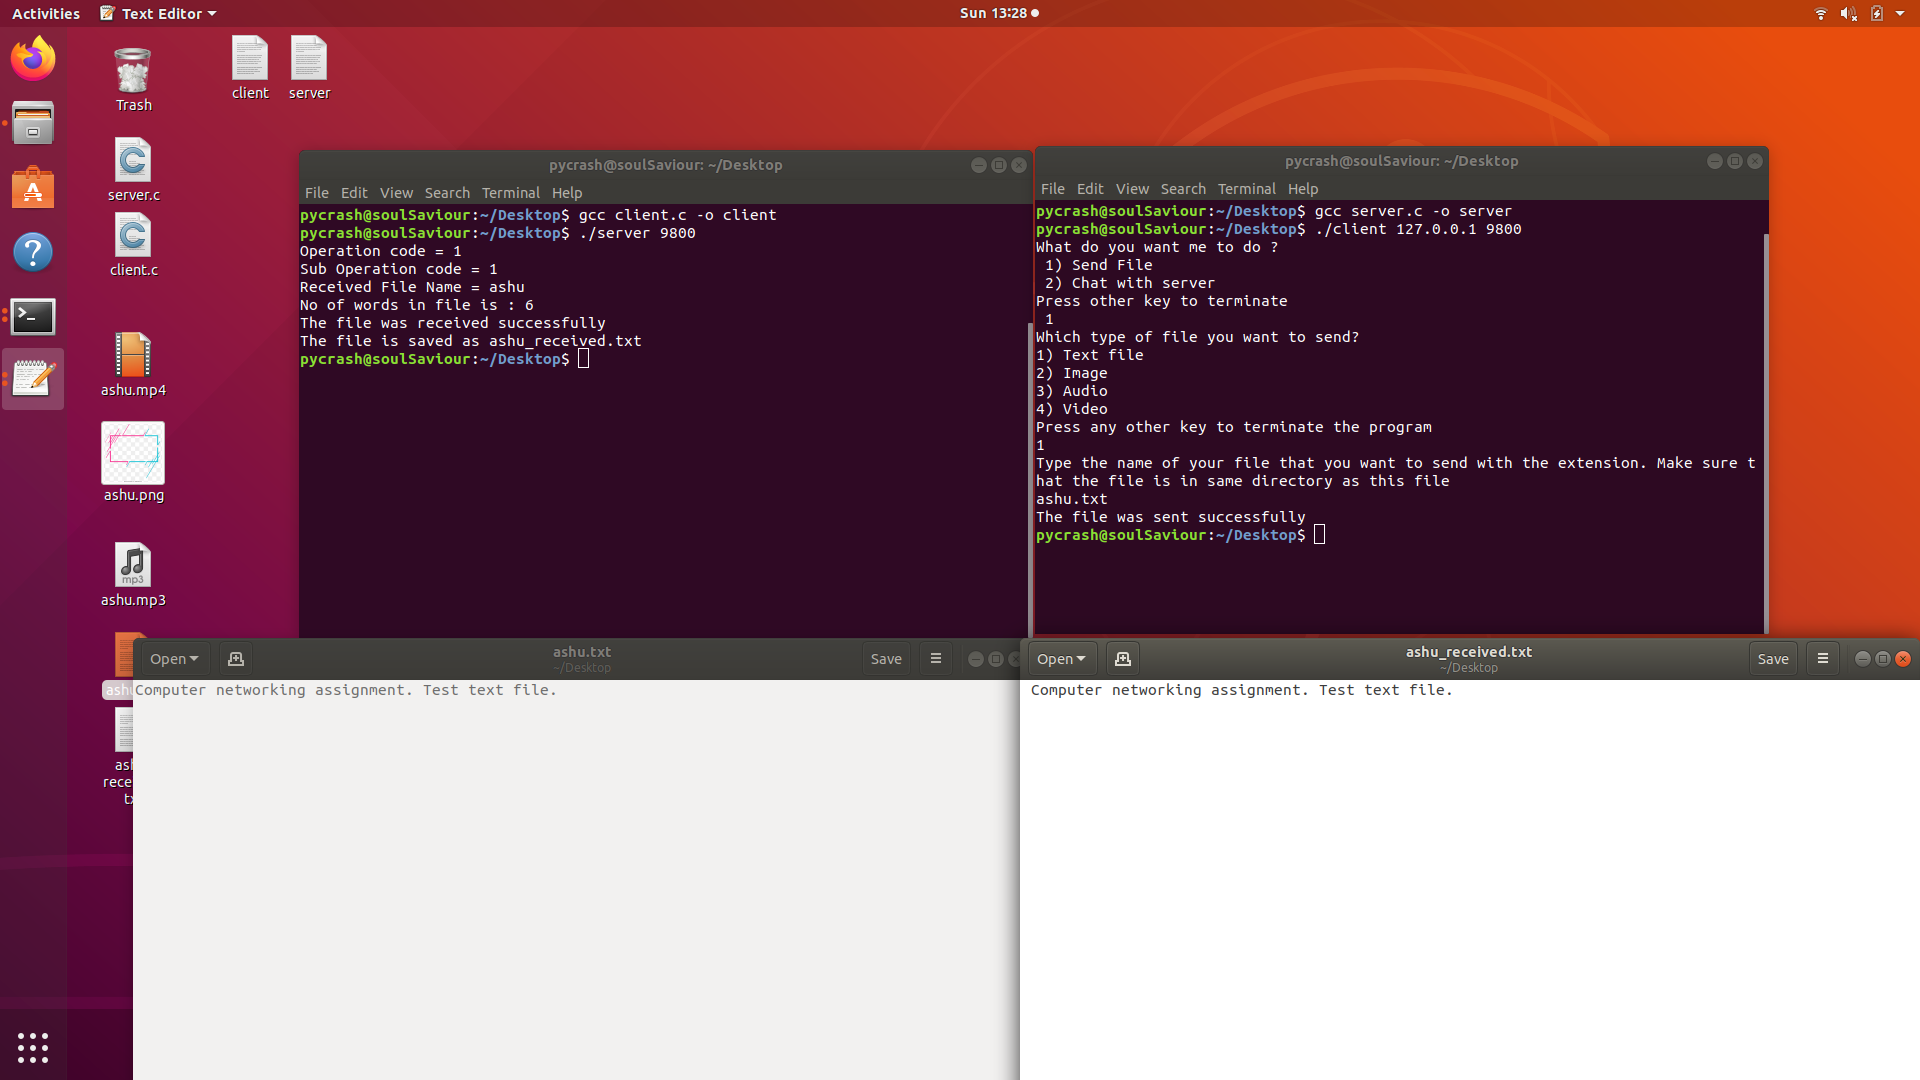 Activities Text Editor Sun 13:28
client server
Trash
server.c
client.c
ashu.mp4
ashu.png
mp3
ashu.mp3
pycrash@soulSaviour: ~/Desktop
File Edit View Search Terminal Help
pycrash@soulSaviour:~/Desktop$ gcc client.c -o client
pycrash@soulSaviour:~/Desktop$ ./server 9800
Operation code = 1
Sub Operation code = 1
Received File Name = ashu
No of words in file is : 6
The file was received successfully
The file is saved as ashu_received.txt
pycrash@soulSaviour:~/Desktop$
pycrash@soulSaviour: ~/Desktop
File Edit View Search Terminal Help
pycrash@soulSaviour:~/Desktop$ gcc server.c -o server
pycrash@soulSaviour:~/Desktop$ ./client 127.0.0.1 9800
What do you want me to do ?
1) Send File
2) Chat with server
Press other key to terminate
1
Which type of file you want to send?
1) Text file
2) Image
3) Audio
4) Video
Press any other key to terminate the program
1
Type the name of your file that you want to send with the extension. Make sure t
hat the file is in same directory as this file
ashu.txt
The file was sent successfully
pycrash@soulSaviour:~/Desktop$
Open ashu.txt Save
~/Desktop
Computer networking assignment. Test text file.
Open ashu_received.txt Save
~/Desktop
Computer networking assignment. Test text file.